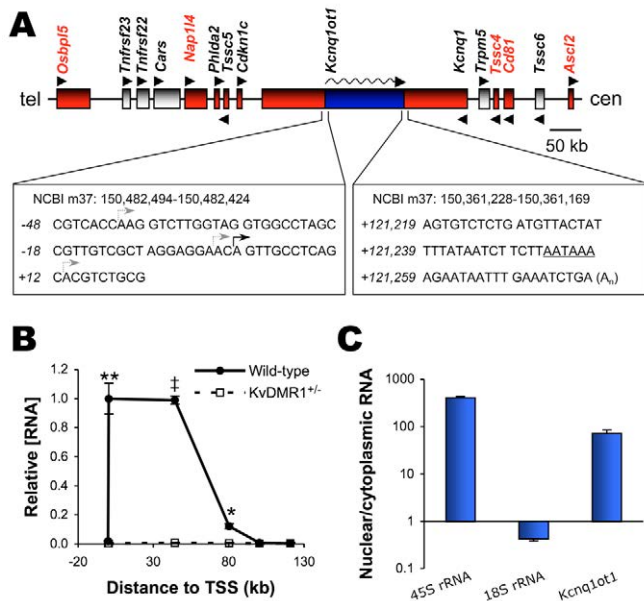 A
Osbpl5
Tnfrsf23
Tnfrsf22
Cars
Nap1l4
Phlda2
Tssc5
Cdkn1c
Kcnq1ot1
Kcnq1
Trpm5
Tssc4
Cd81
Tssc6
Ascl2
tel
cen
50 kb
NCBI m37: 150,482,494-150,482,424
-48 CGTCACCAAG GTCTTGGTAG GTGGCCTAGC
-18 CGTTGTCGCT AGGAGGAACA GTTGCCTCAG
+12 CACGTCTGCG
NCBI m37: 150,361,228-150,361,169
+121,219 AGTGTCTCTG ATGTTACTAT
+121,239 TTTATAATCT TCTTAATAAA
+121,259 AGAATAATTT GAAATCTGA (An)
B
Relative [RNA]
1.2
1.0
0.8
0.6
0.4
0.2
0.0
**
‡
*
Wild-type
KvDMR1+/-
-20 30 80 130
Distance to TSS (kb)
C
Nuclear/cytoplasmic RNA
1000
100
10
1
0.1
45S rRNA
18S rRNA
Kcnq1ot1